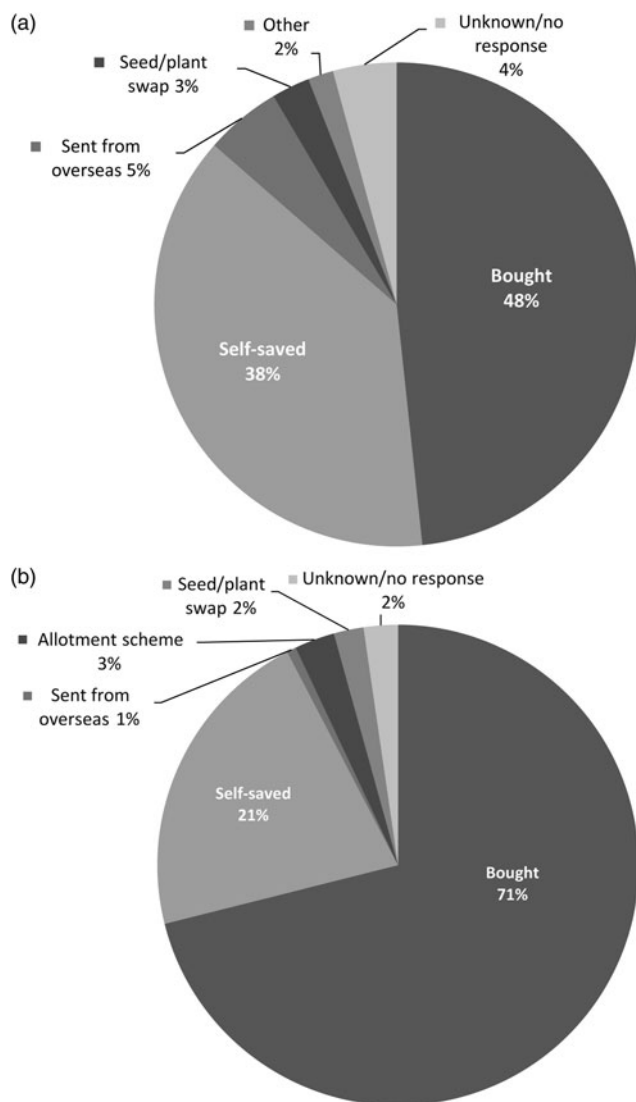 (a)
Other
2%
Unknown/no
response
4%
Seed/plant
swap 3%
Sent from
overseas 5%
Bought
48%
Self-saved
38%
(b)
Seed/plant
swap 2%
Unknown/no response
2%
Allotment scheme
3%
Sent from
overseas 1%
Self-saved
21%
Bought
71%